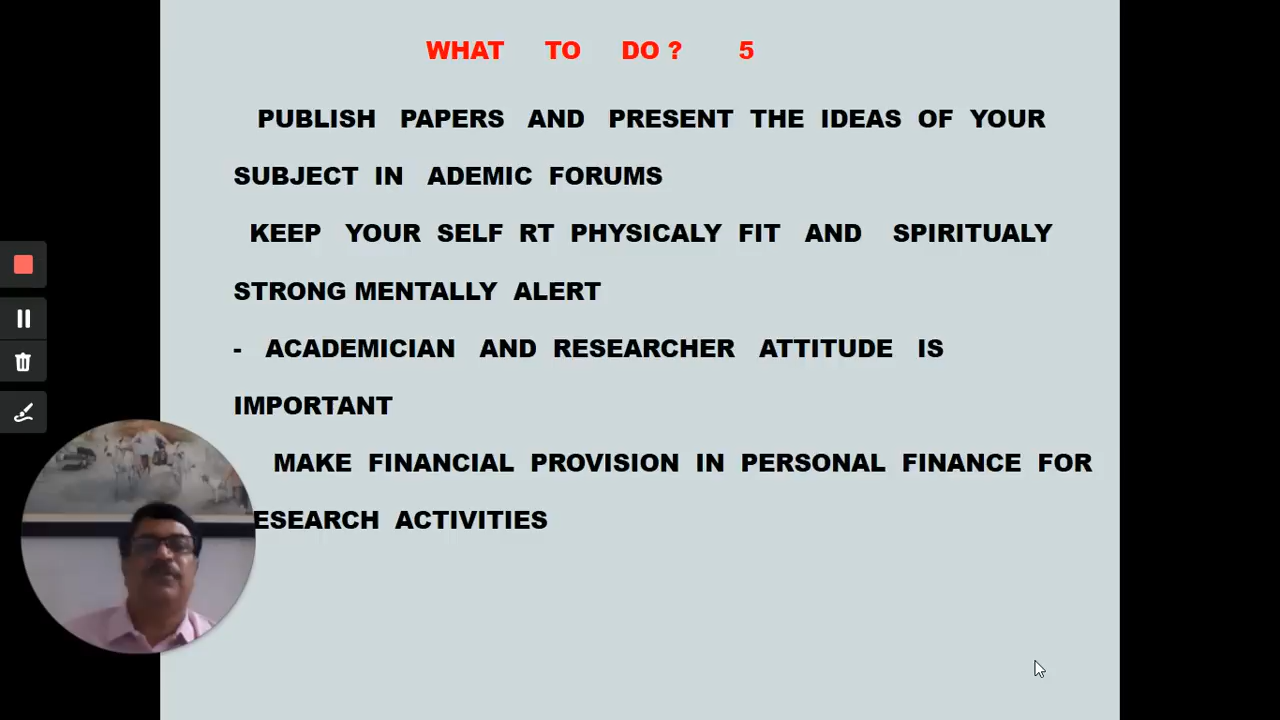 WHAT TO DO ? 5
PUBLISH PAPERS AND PRESENT THE IDEAS OF YOUR
SUBJECT IN ADEMIC FORUMS
KEEP YOUR SELF RT PHYSICALY FIT AND SPIRITUALY
STRONG MENTALLY ALERT
- ACADEMICIAN AND RESEARCHER ATTITUDE IS
IMPORTANT
MAKE FINANCIAL PROVISION IN PERSONAL FINANCE FOR
ESEARCH ACTIVITIES